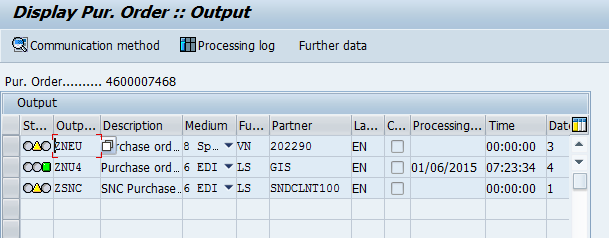 Display Pur. Order :: Output
Communication method Processing log Further data
Pur. Order.......... 4600007468
Output
St... Outp... Description Medium Fu... Partner La... C... Processing... Time Date
ZNEU urchase ord... 8 Sp... VN 202290 EN 00:00:00 3
ZNU4 Purchase ord... 6 EDI LS GIS EN 01/06/2015 07:23:34 4
ZSNC SNC Purchase... 6 EDI LS SNDCLNT100 EN 00:00:00 1